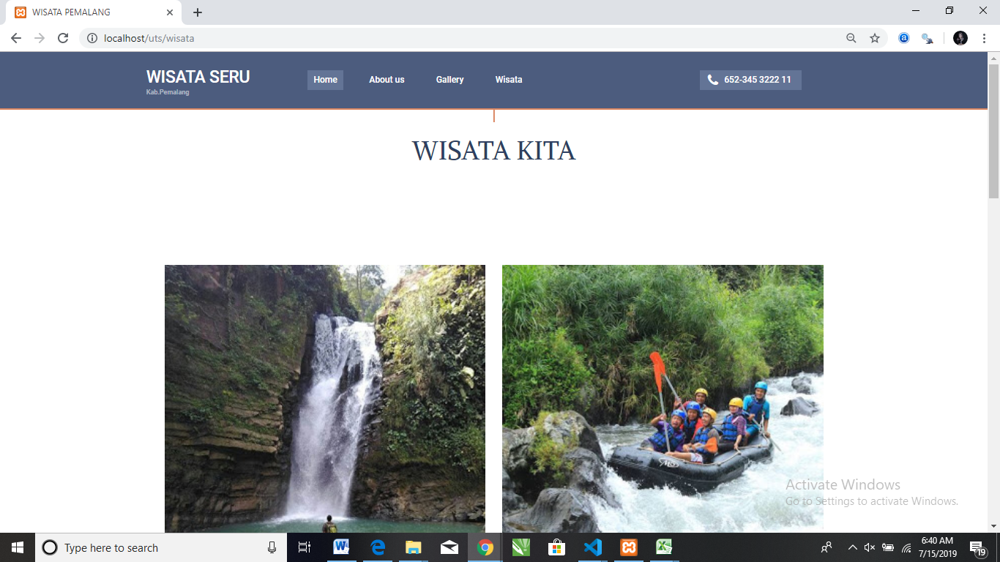 WISATA PEMALANG
localhost/uts/wisata
WISATA SERU
Kab.Pemalang
Home
About us
Gallery
Wisata
652-345 3222 11
WISATA KITA
Activate Windows
Go to Settings to activate Windows.
Type here to search
6:40 AM
7/15/2019
19